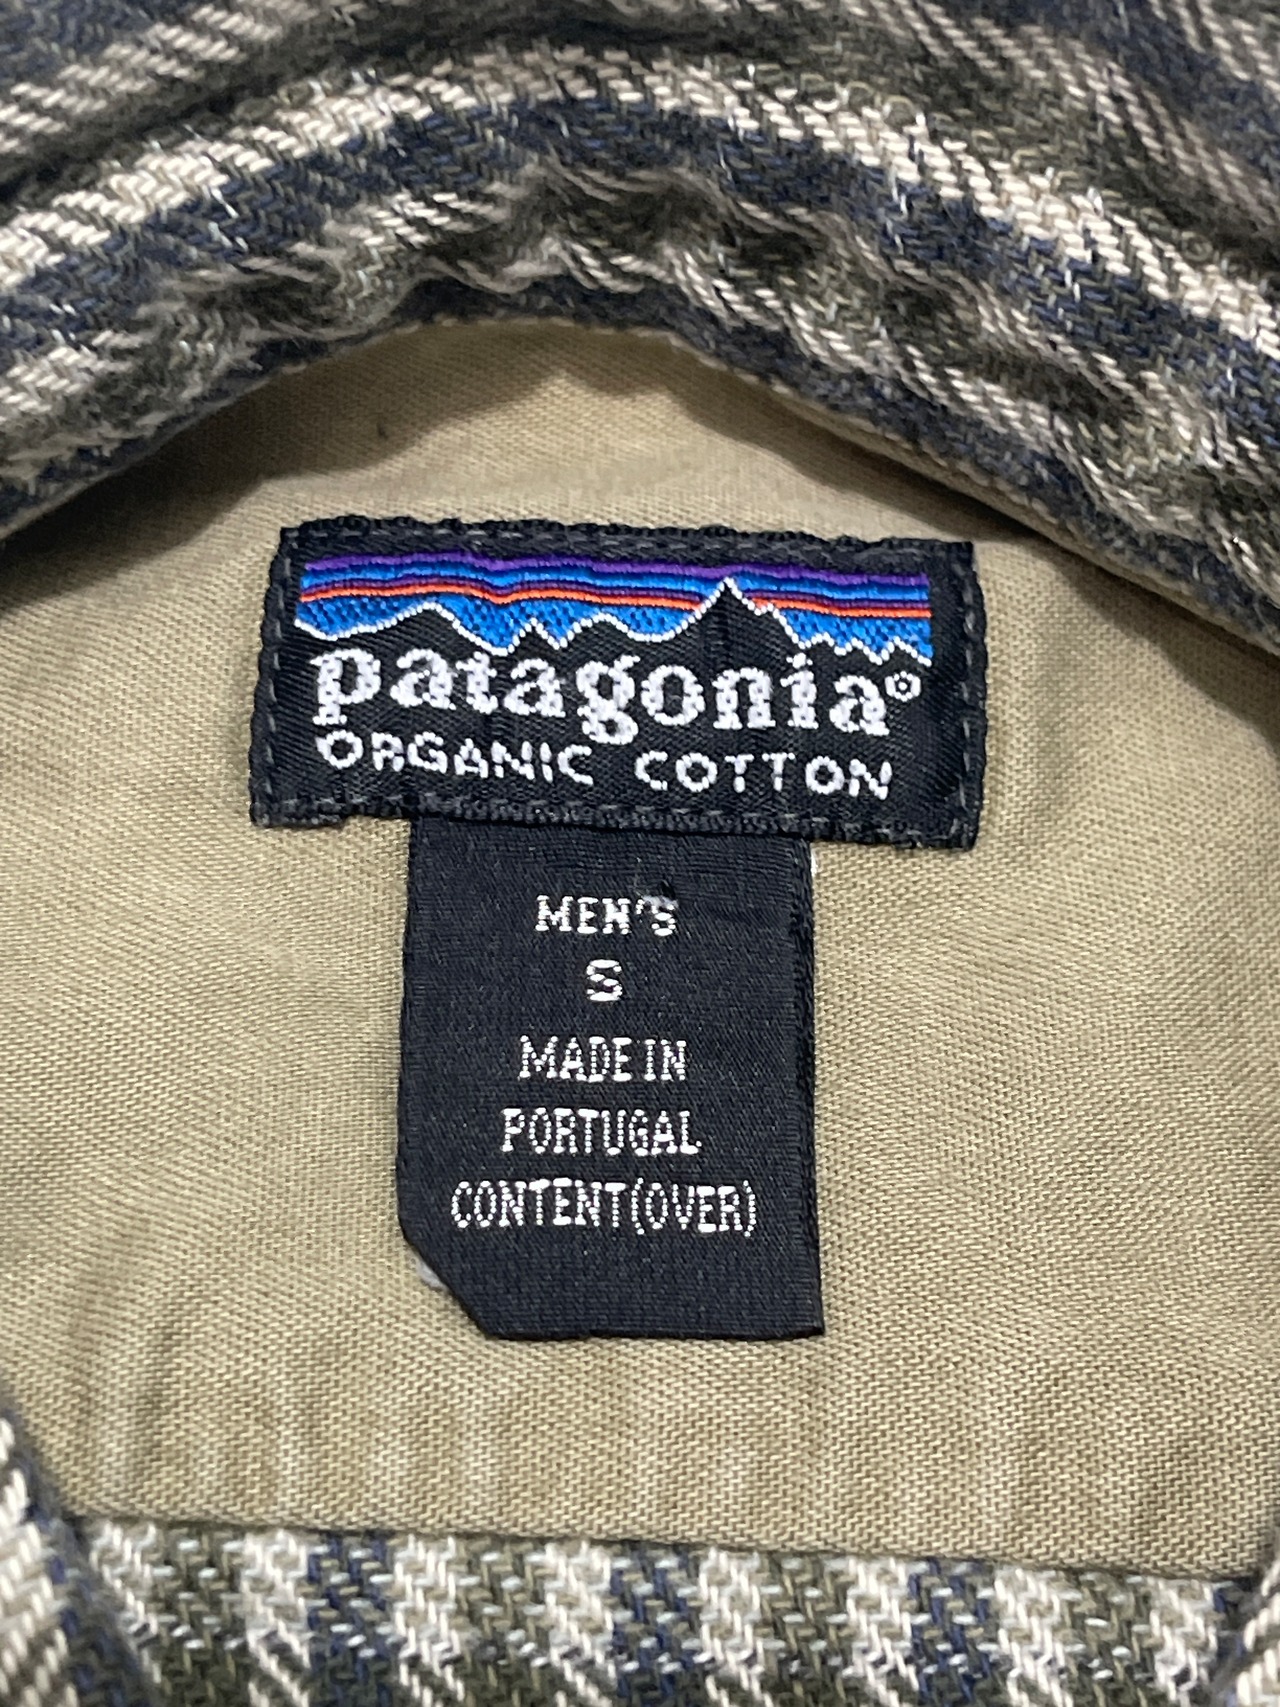 patagonia®
ORGANIC COTTON
MEN'S
S
MADE IN
PORTUGAL
CONTENT(OVER)